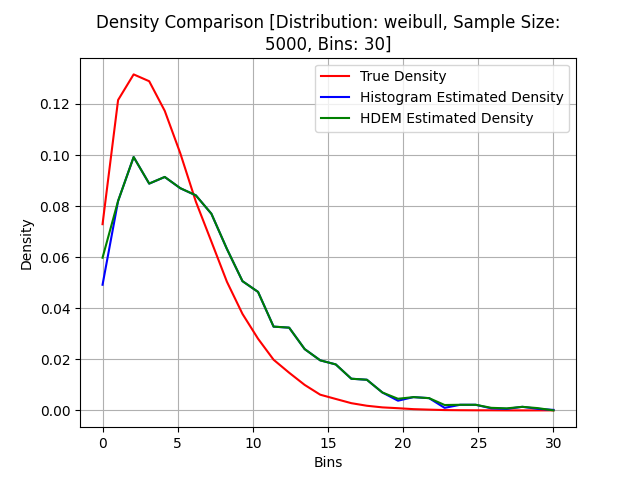 Density Comparison [Distribution: weibull, Sample Size:
5000, Bins: 30]
True Density
Histogram Estimated Density
HDEM Estimated Density
Density
0.12
0.10
0.08
0.06
0.04
0.02
0.00
0 5 10 15 20 25 30
Bins